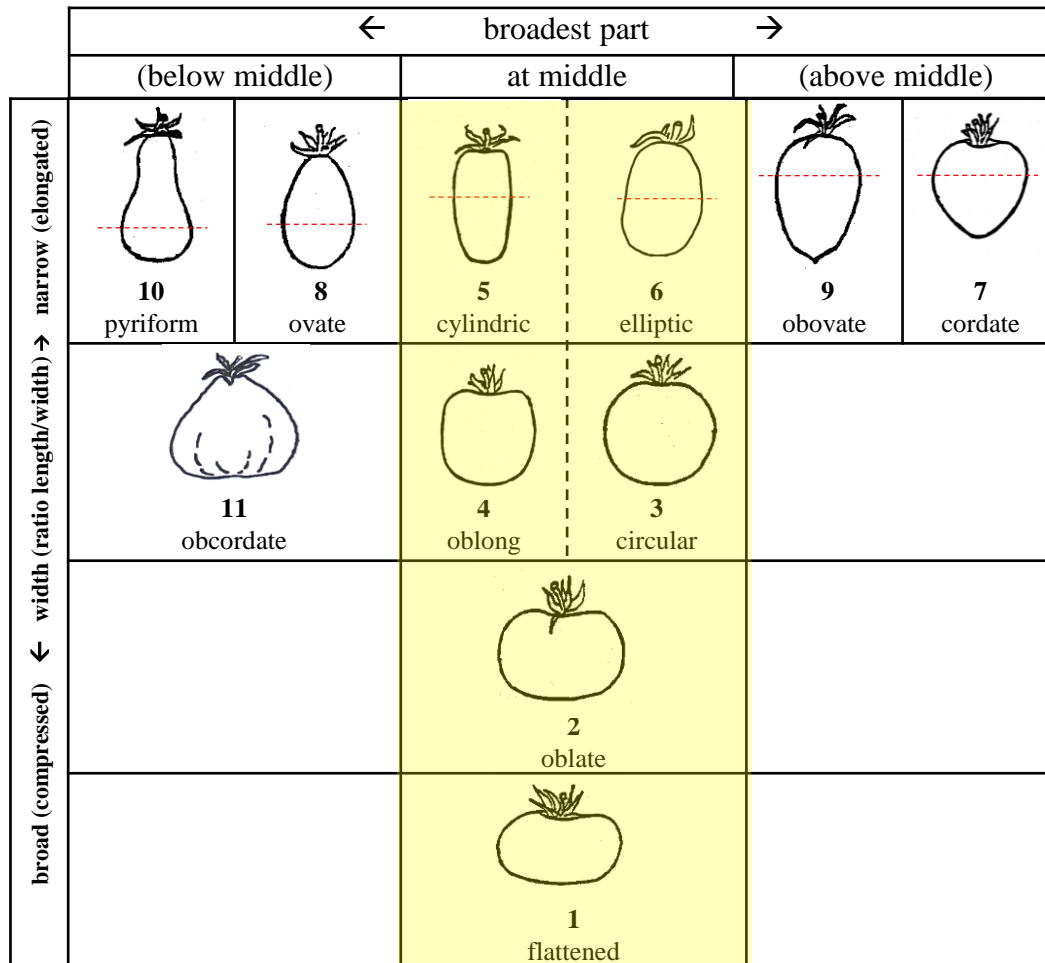 ← broadest part →
(below middle) at middle (above middle)
broad (compressed) ← width (ratio length/width) → narrow (elongated)
10 8 5 6 9 7
pyriform ovate cylindric elliptic obovate cordate
11 4 3
obcordate oblong circular
2
oblate
1
flattened